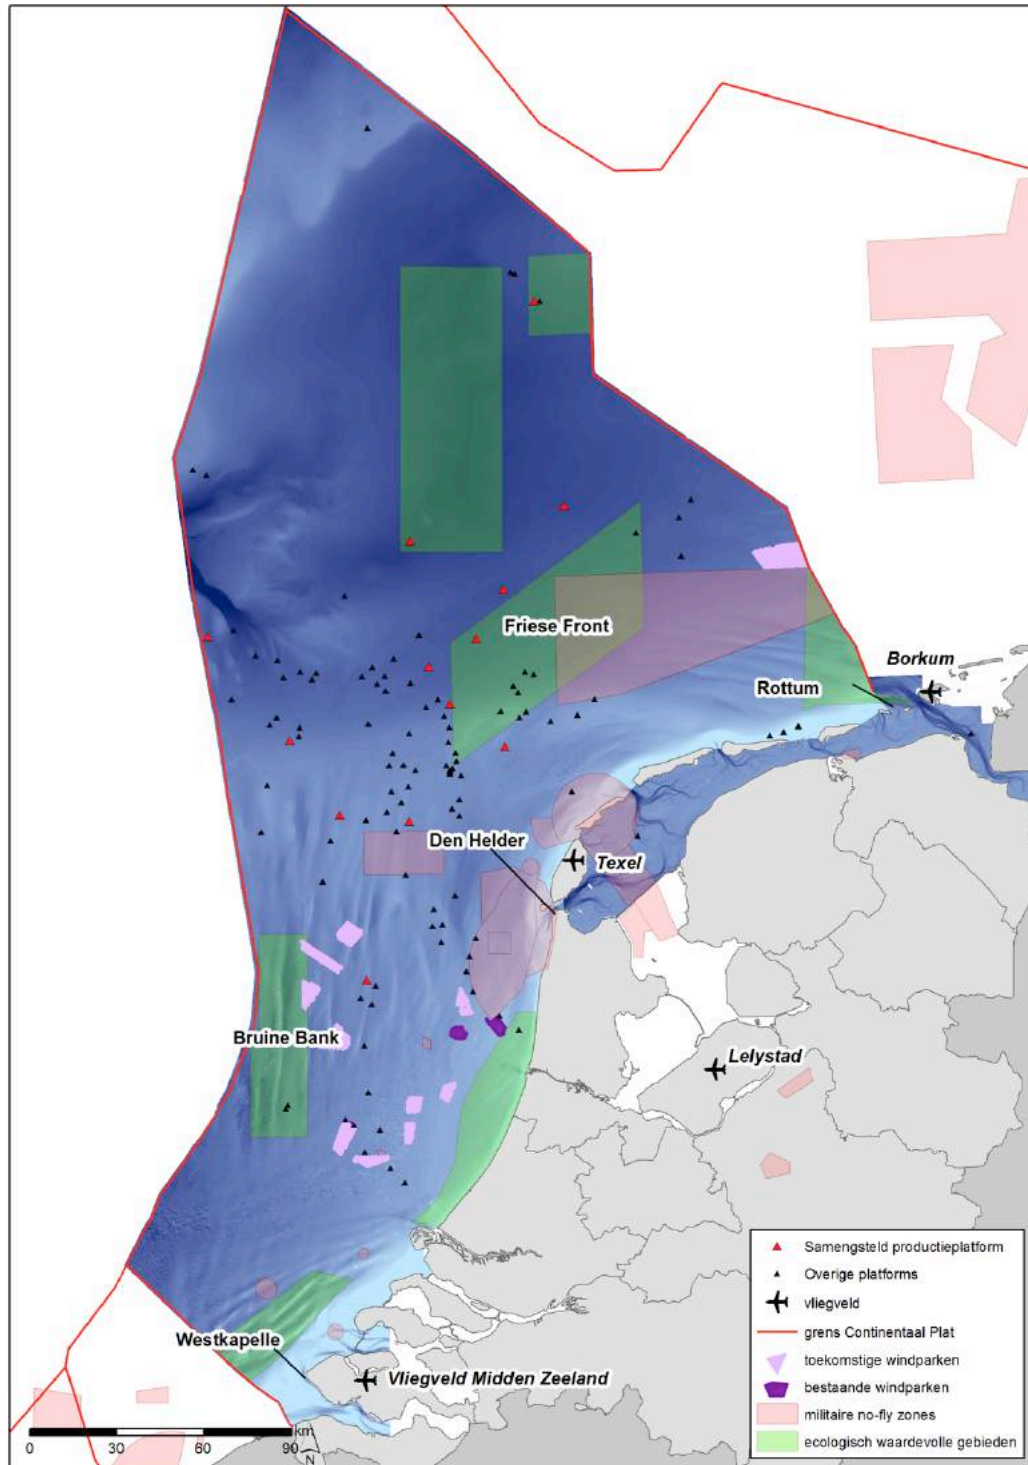 Friese Front
Borkum
Rottum
Den Helder
Texel
Bruine Bank
Lelystad
Westkapelle
Vliegveld Midden Zeeland
Samengsteld productieplatform
Overige platforms
vliegveld
grens Continentaal Plat
toekomstige windparken
bestaande windparken
militaire no-fly zones
ecologisch waardevolle gebieden
km
0 30 60 90
N